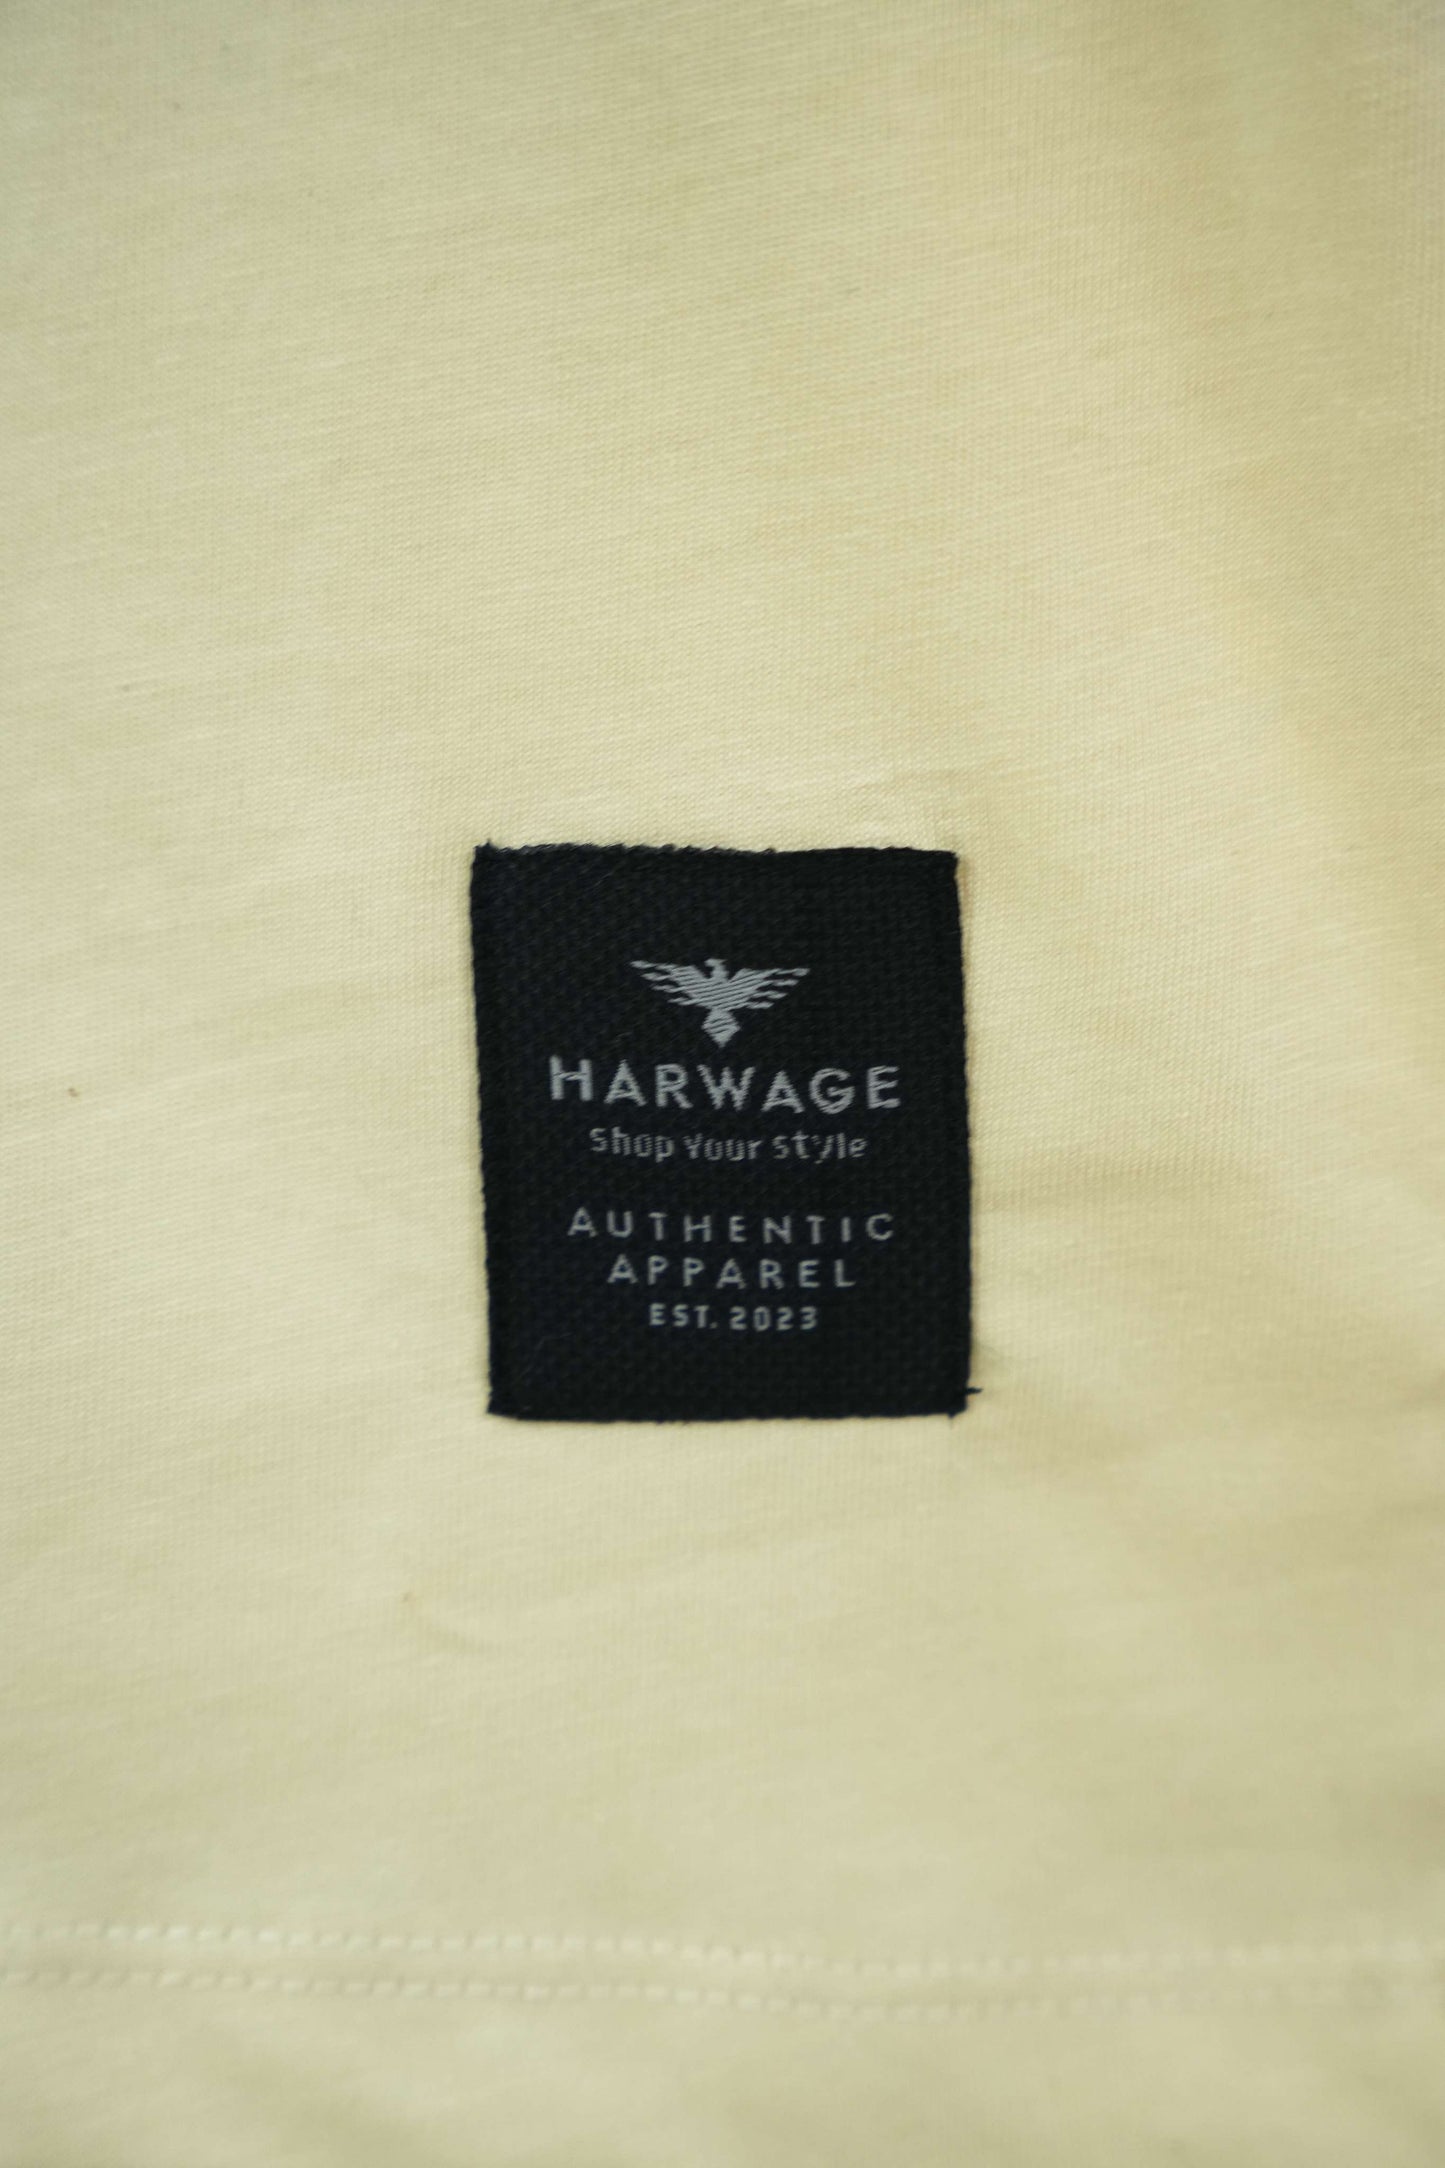 HARWAGE
Shop Your Style
AUTHENTIC
APPAREL
EST. 2023